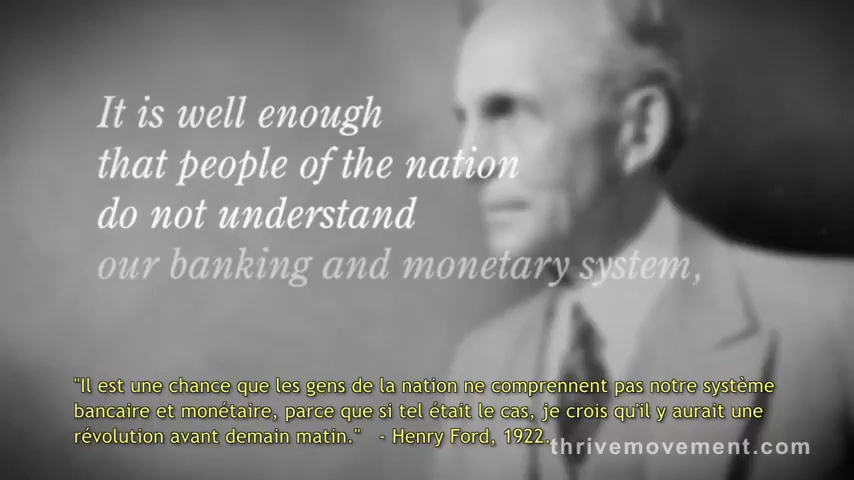 It is well enough
that people of the nation
do not understand
our banking and monetary system,
"Il est une chance que les gens de la nation ne comprennent pas notre système
bancaire et monétaire, parce que si tel était le cas, je crois qu'il y aurait une
révolution avant demain matin."   - Henry Ford, 1922.
thrivemovement.com